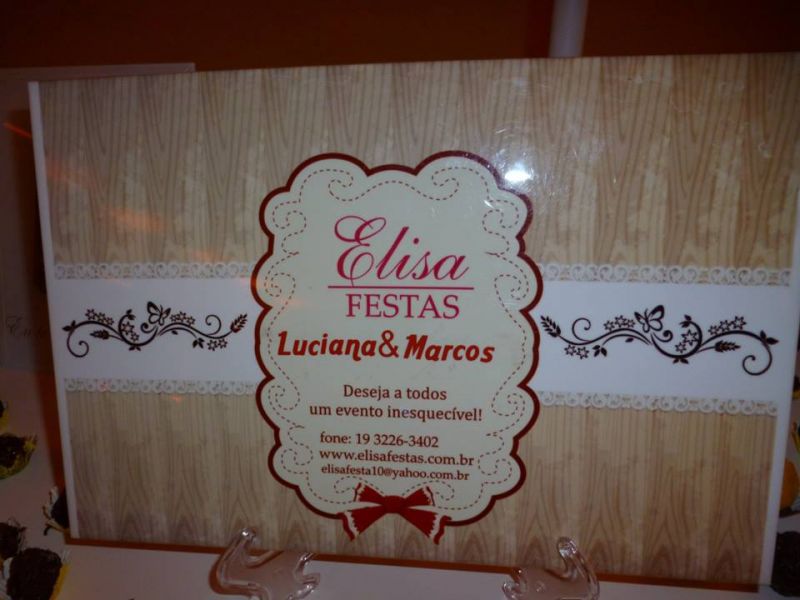 Elisa
FESTAS
Luciana & Marcos
Deseja a todos
um evento inesquecível!
fone: 19 3226-3402
www.elisafestas.com.br
elisafesta10@yahoo.com.br